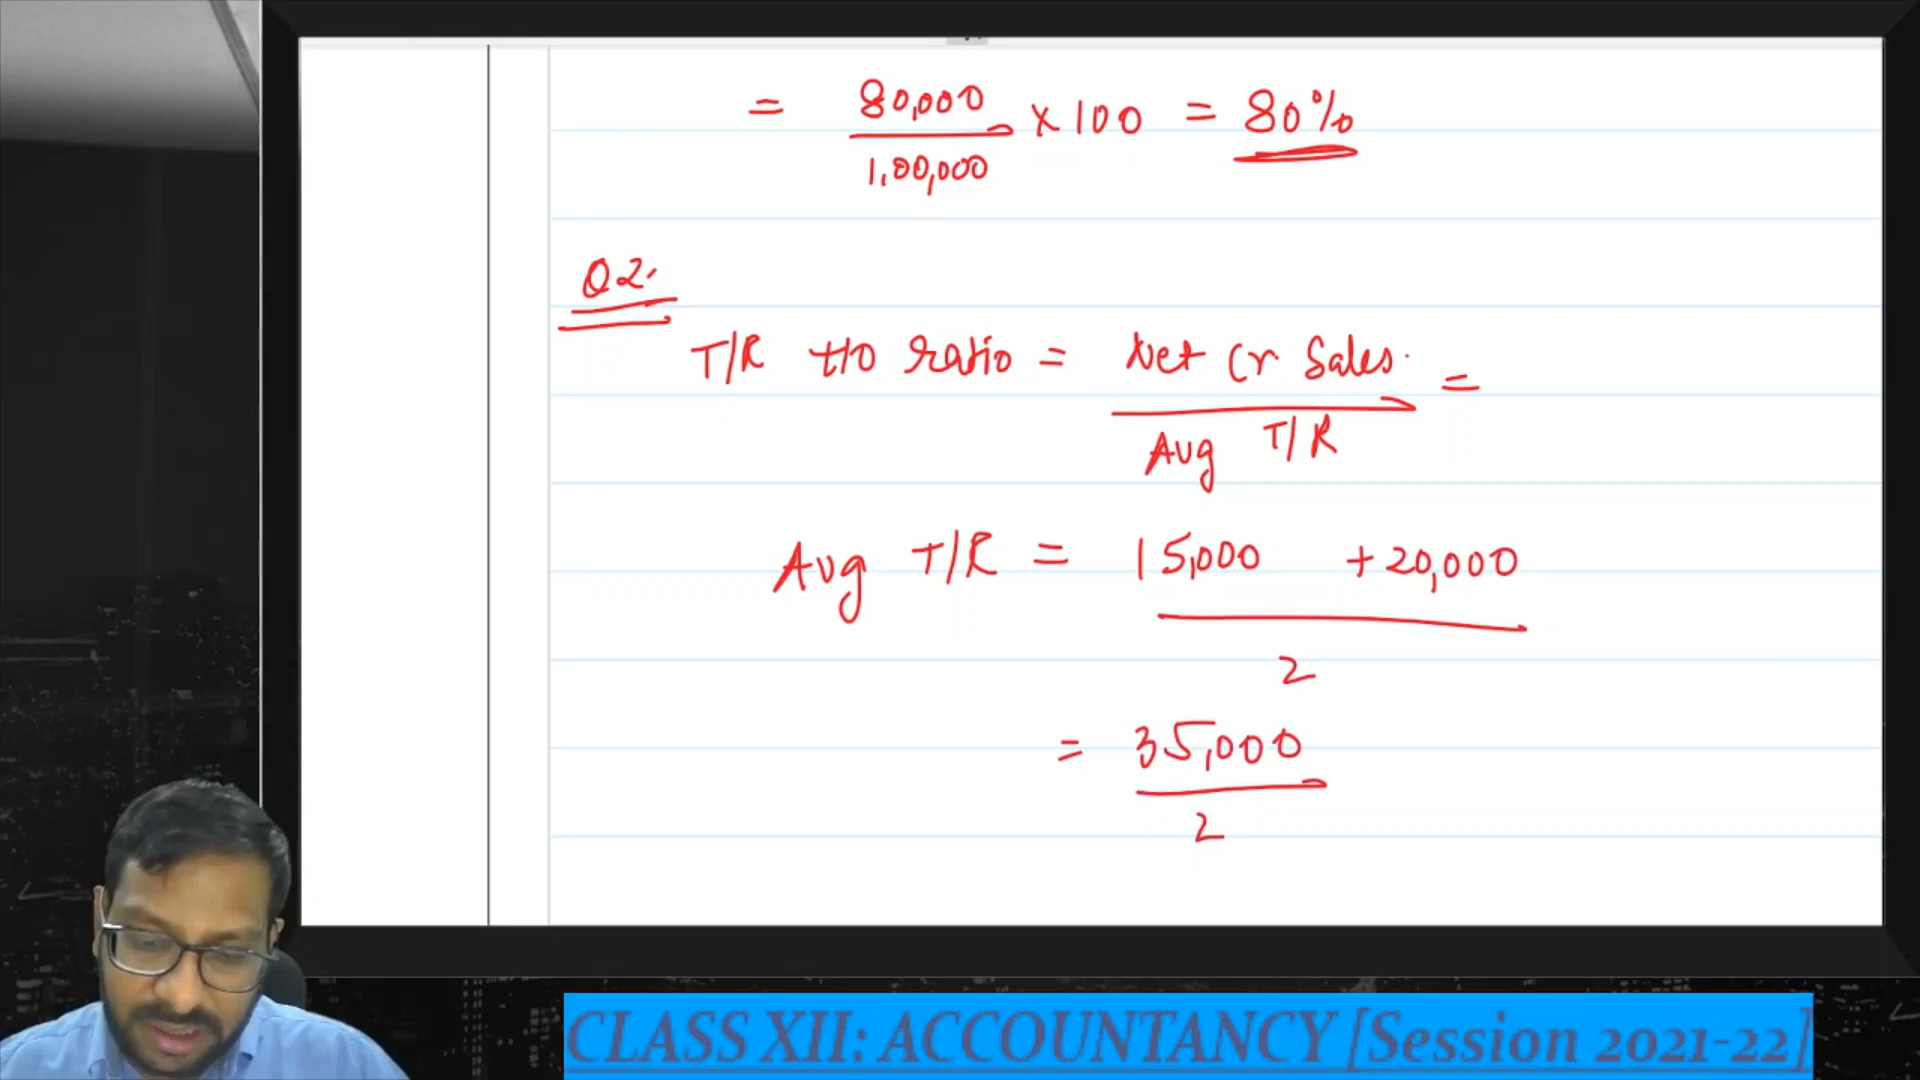 = 80,000 / 1,00,000 × 100 = 80%
Q2.
T/R t/o ratio = Net Cr Sales. / Avg T/R =
Avg T/R = 15,000 + 20,000 / 2
= 35,000 / 2
CLASS XII: ACCOUNTANCY [Session 2021-22]